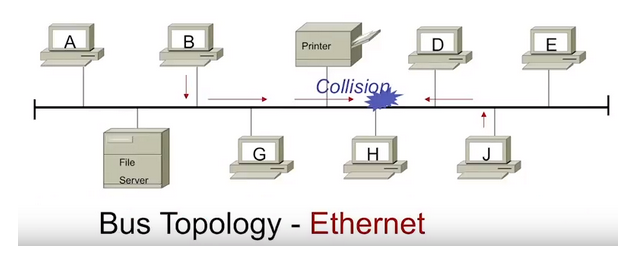 A
B
Printer
D
E
Collision
File
Server
G
H
J
Bus Topology - Ethernet